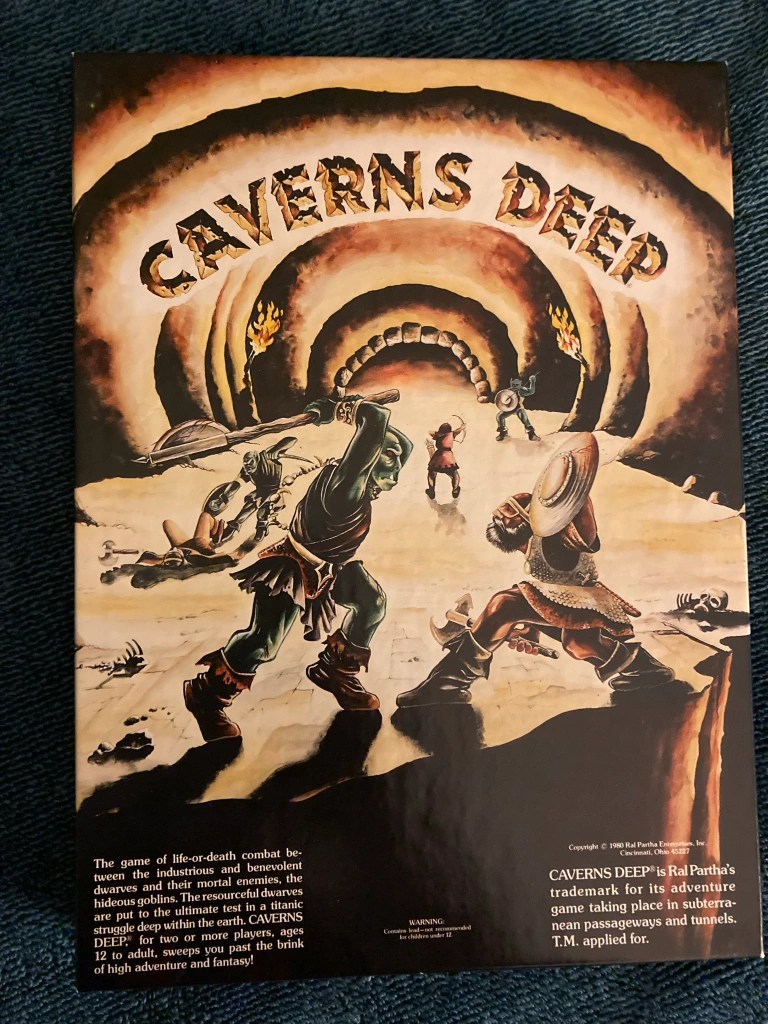 CAVERNS DEEP
The game of life-or-death combat be-
tween the industrious and benevolent
dwarves and their mortal enemies, the
hideous goblins. The resourceful dwarves
are put to the ultimate test in a titanic
struggle deep within the earth. CAVERNS
DEEP® for two or more players, ages
12 to adult, sweeps you past the brink
of high adventure and fantasy!
WARNING:
Contains lead—not recommended
for children under 12
Copyright © 1980 Ral Partha Enterprises, Inc.
Cincinnati, Ohio 45227
CAVERNS DEEP® is Ral Partha's
trademark for its adventure
game taking place in subterra-
nean passageways and tunnels.
T.M. applied for.